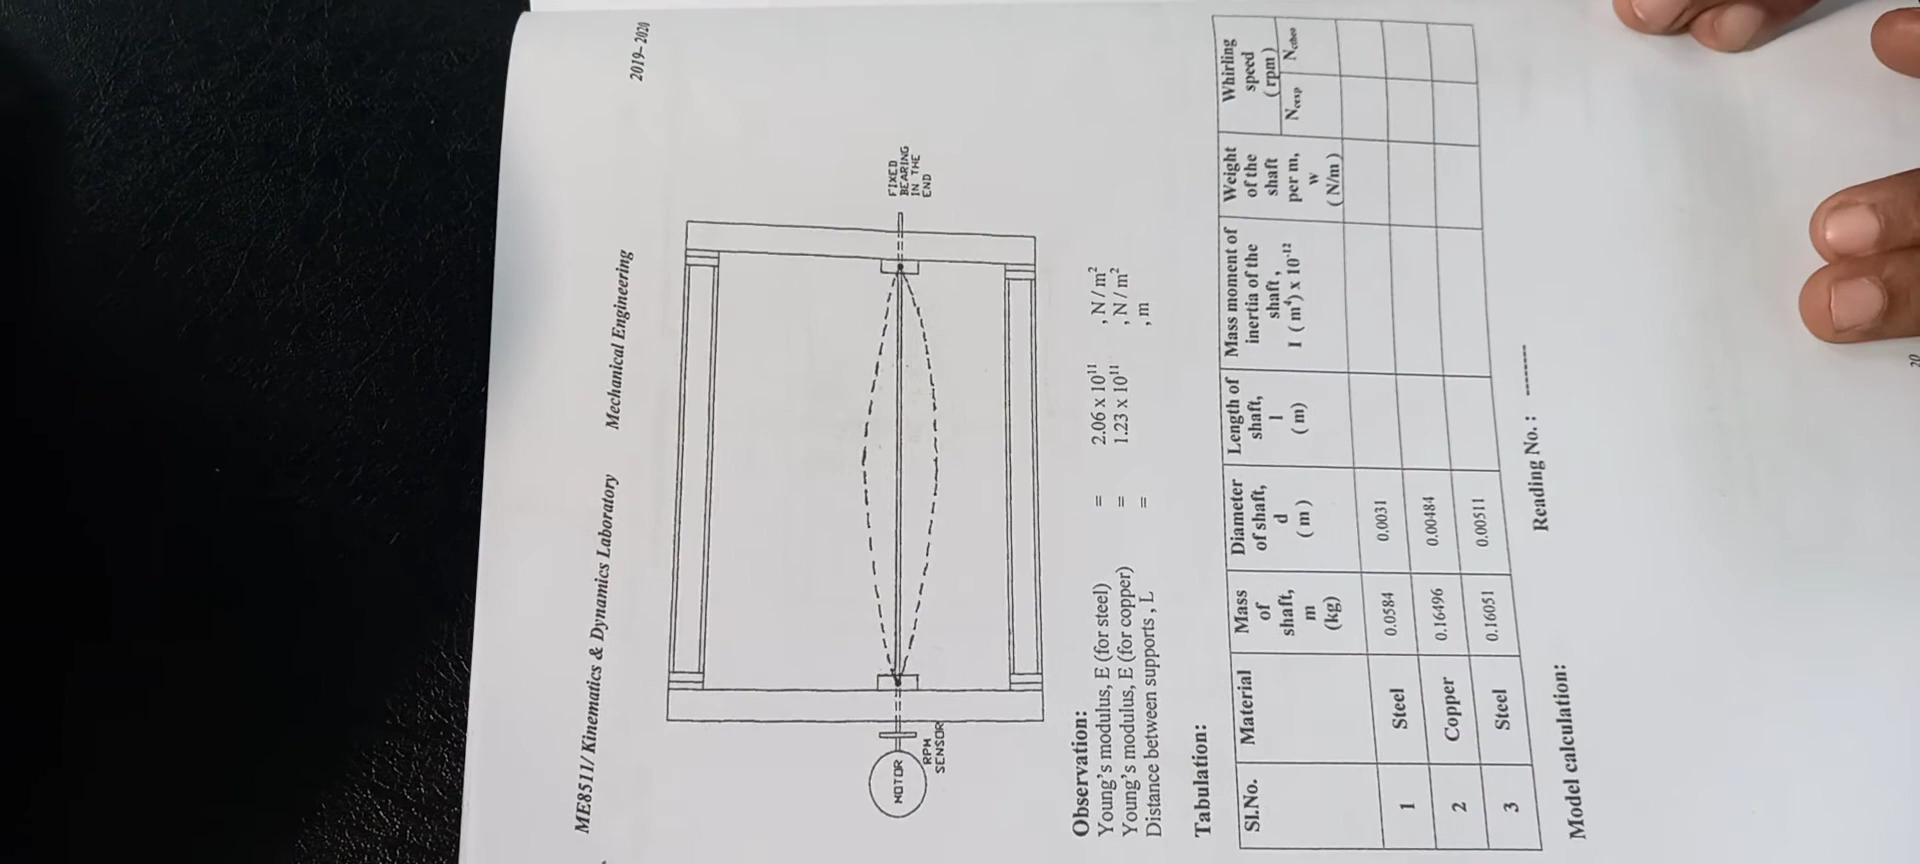 ME8511/ Kinematics & Dynamics Laboratory Mechanical Engineering 2019– 2020
MOTOR
RPM
SENSOR
FIXED
BEARING
IN THE
END
Observation:
Young's modulus, E (for steel) = 2.06 x 10¹¹ , N / m²
Young's modulus, E (for copper) = 1.23 x 10¹¹ , N / m²
Distance between supports , L = , m
Tabulation:
Sl.No. Material Mass of shaft, m (kg) Diameter of shaft, d ( m ) Length of shaft, l ( m) Mass moment of inertia of the shaft , I ( m⁴) x 10⁻¹² Weight of the shaft per m, w ( N/m ) Whirling speed ( rpm )
Ncexp Nctheo
1 Steel 0.0584 0.0031
2 Copper 0.16496 0.00484
3 Steel 0.16051 0.00511
Model calculation: Reading No. : -------
20